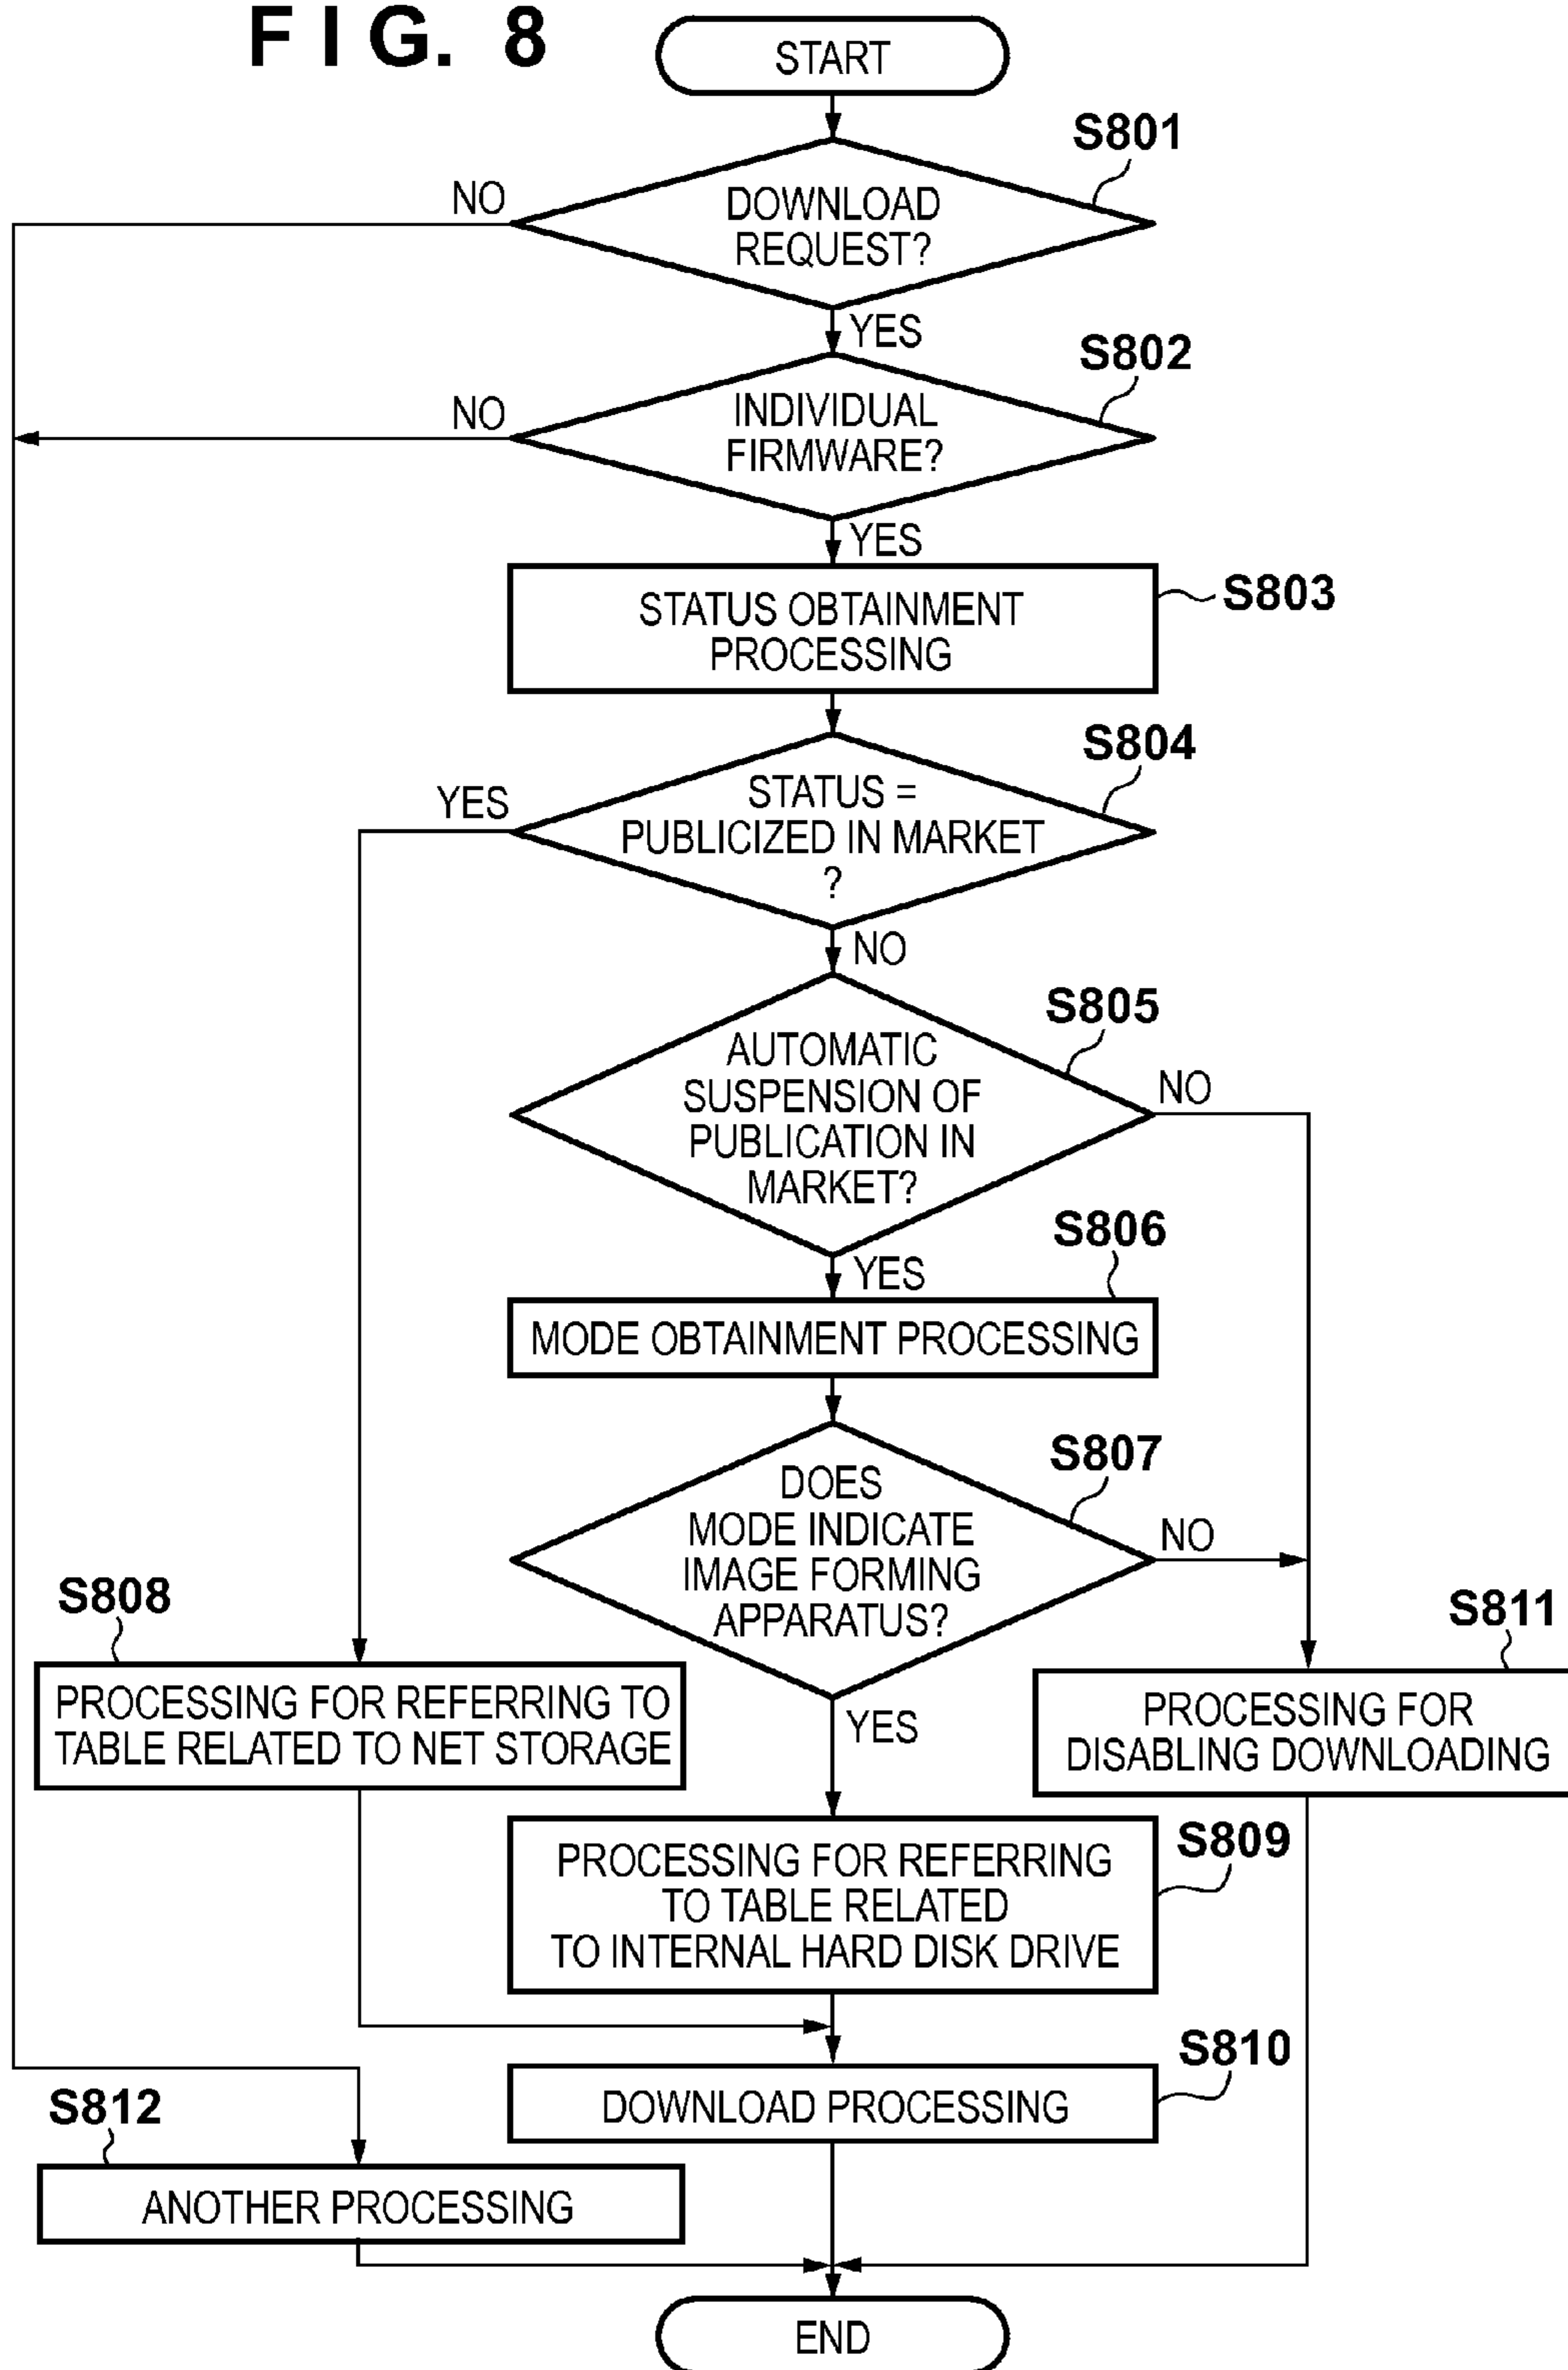 FIG. 8
START
S801
NO
DOWNLOAD
REQUEST?
YES
S802
NO
INDIVIDUAL
FIRMWARE?
YES
STATUS OBTAINMENT
PROCESSING
S803
S804
YES
STATUS =
PUBLICIZED IN MARKET
?
NO
S805
AUTOMATIC
SUSPENSION OF
PUBLICATION IN
MARKET?
NO
YES
S806
MODE OBTAINMENT PROCESSING
S807
DOES
MODE INDICATE
IMAGE FORMING
APPARATUS?
NO
YES
S808
PROCESSING FOR REFERRING TO
TABLE RELATED TO NET STORAGE
S811
PROCESSING FOR
DISABLING DOWNLOADING
S809
PROCESSING FOR REFERRING
TO TABLE RELATED
TO INTERNAL HARD DISK DRIVE
S810
DOWNLOAD PROCESSING
S812
ANOTHER PROCESSING
END